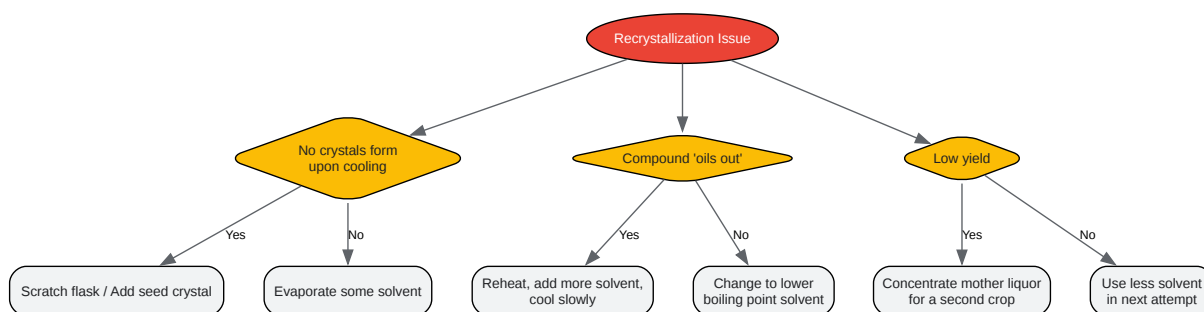 Recrystallization Issue
No crystals form
upon cooling
Compound 'oils out'
Low yield
Yes
No
Yes
No
Yes
No
Scratch flask / Add seed crystal
Evaporate some solvent
Reheat, add more solvent,
cool slowly
Change to lower
boiling point solvent
Concentrate mother liquor
for a second crop
Use less solvent
in next attempt